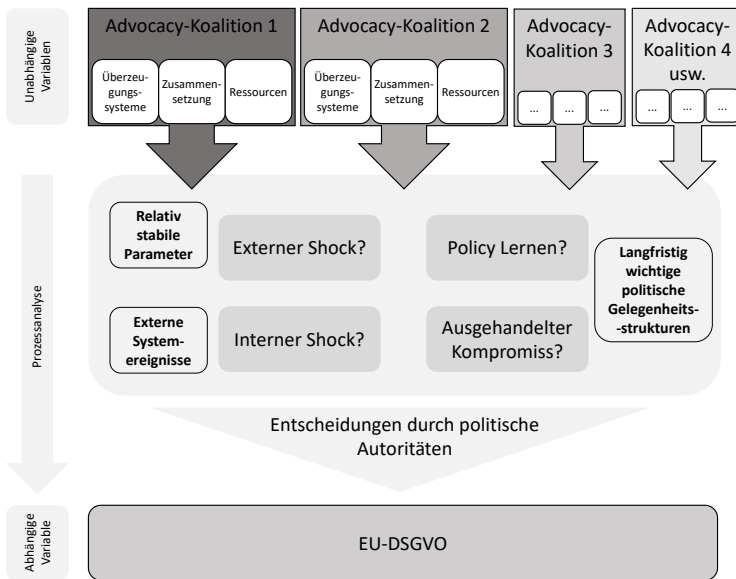 Unabhängige
Variablen
Advocacy-Koalition 1
Überzeu-
gungs-
systeme
Zusammen-
setzung
Ressourcen
Advocacy-Koalition 2
Überzeu-
gungs-
systeme
Zusammen-
setzung
Ressourcen
Advocacy-
Koalition 3
...
...
...
Advocacy-
Koalition 4
usw.
...
...
...
Prozessanalyse
Relativ
stabile
Parameter
Externer Shock?
Policy Lernen?
Langfristig
wichtige
politische
Gelegenheits-
-strukturen
Externe
System-
ereignisse
Interner Shock?
Ausgehandelter
Kompromiss?
Entscheidungen durch politische
Autoritäten
Abhängige
Variable
EU-DSGVO